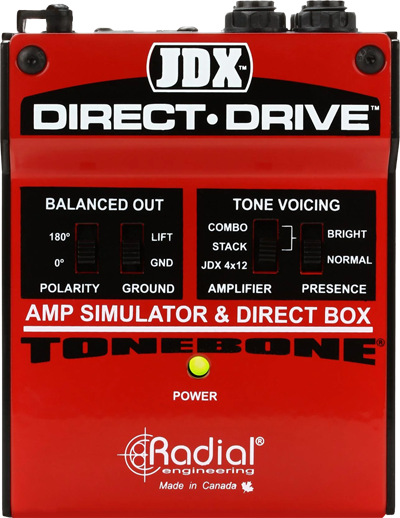 JDX™
DIRECT•DRIVE™
BALANCED OUT
TONE VOICING
180°
LIFT
0°
GND
POLARITY
GROUND
COMBO
STACK
JDX 4x12
BRIGHT
NORMAL
AMPLIFIER
PRESENCE
AMP SIMULATOR & DIRECT BOX
TONEBONE®
POWER
Radial®
engineering
Made in Canada